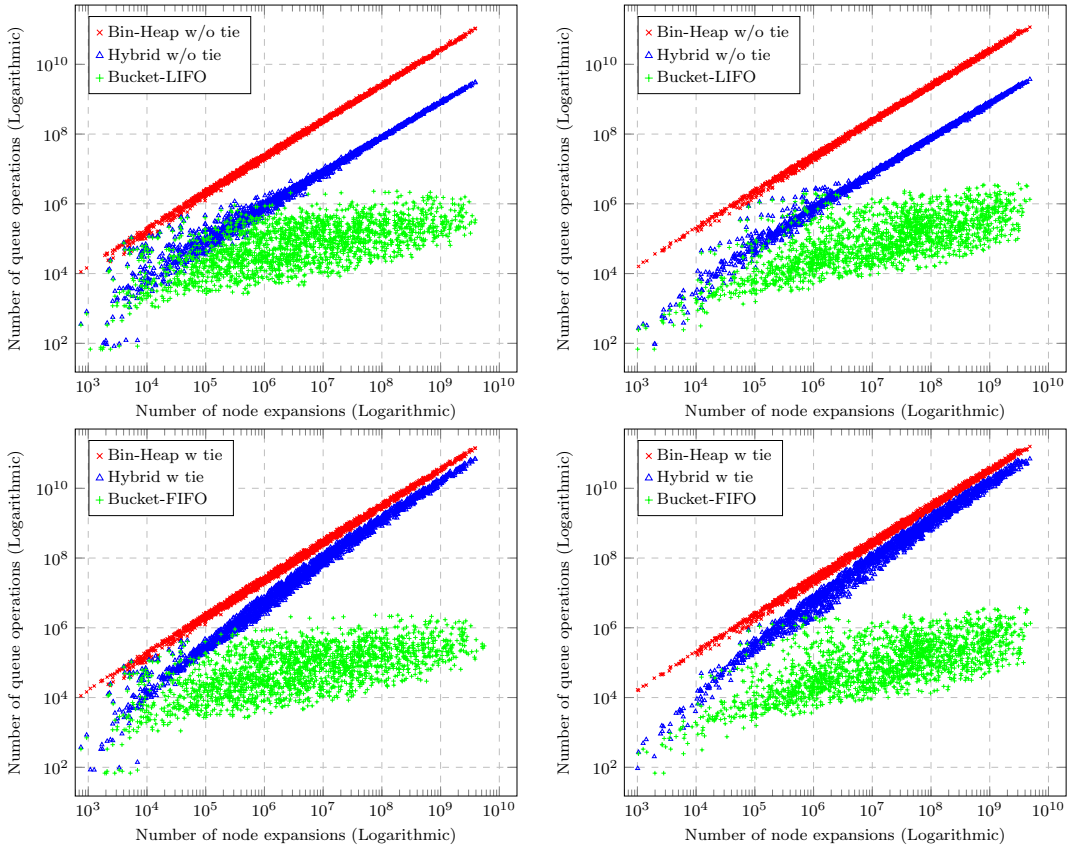 Bin-Heap w/o tie
Hybrid w/o tie
Bucket-LIFO
10^10
10^8
10^6
10^4
10^2
10^3 10^4 10^5 10^6 10^7 10^8 10^9 10^10
Number of queue operations (Logarithmic)
Number of node expansions (Logarithmic)
Bin-Heap w/o tie
Hybrid w/o tie
Bucket-LIFO
10^10
10^8
10^6
10^4
10^2
10^3 10^4 10^5 10^6 10^7 10^8 10^9 10^10
Number of queue operations (Logarithmic)
Number of node expansions (Logarithmic)
Bin-Heap w tie
Hybrid w tie
Bucket-FIFO
10^10
10^8
10^6
10^4
10^2
10^3 10^4 10^5 10^6 10^7 10^8 10^9 10^10
Number of queue operations (Logarithmic)
Number of node expansions (Logarithmic)
Bin-Heap w tie
Hybrid w tie
Bucket-FIFO
10^10
10^8
10^6
10^4
10^2
10^3 10^4 10^5 10^6 10^7 10^8 10^9 10^10
Number of queue operations (Logarithmic)
Number of node expansions (Logarithmic)